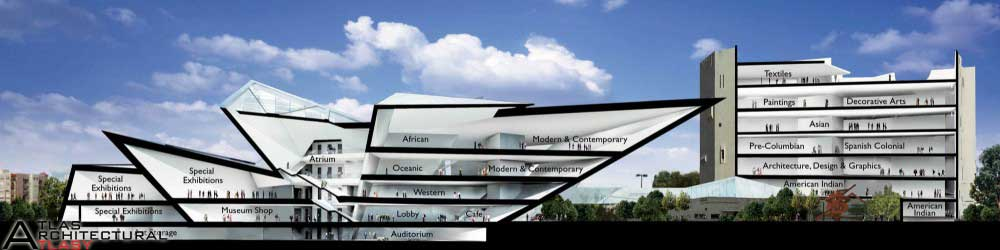 Special
Exhibitions
Special
Exhibitions
Special Exhibitions
Museum Shop
Storage
Atrium
African
Modern & Contemporary
Oceanic
Modern & Contemporary
Western
Lobby
Cafe
Auditorium
Textiles
Paintings
Decorative Arts
Asian
Pre-Columbian
Spanish Colonial
Architecture, Design & Graphics
American Indian
American
Indian
ATLAS
ARCHITECTURAL
ATLASY